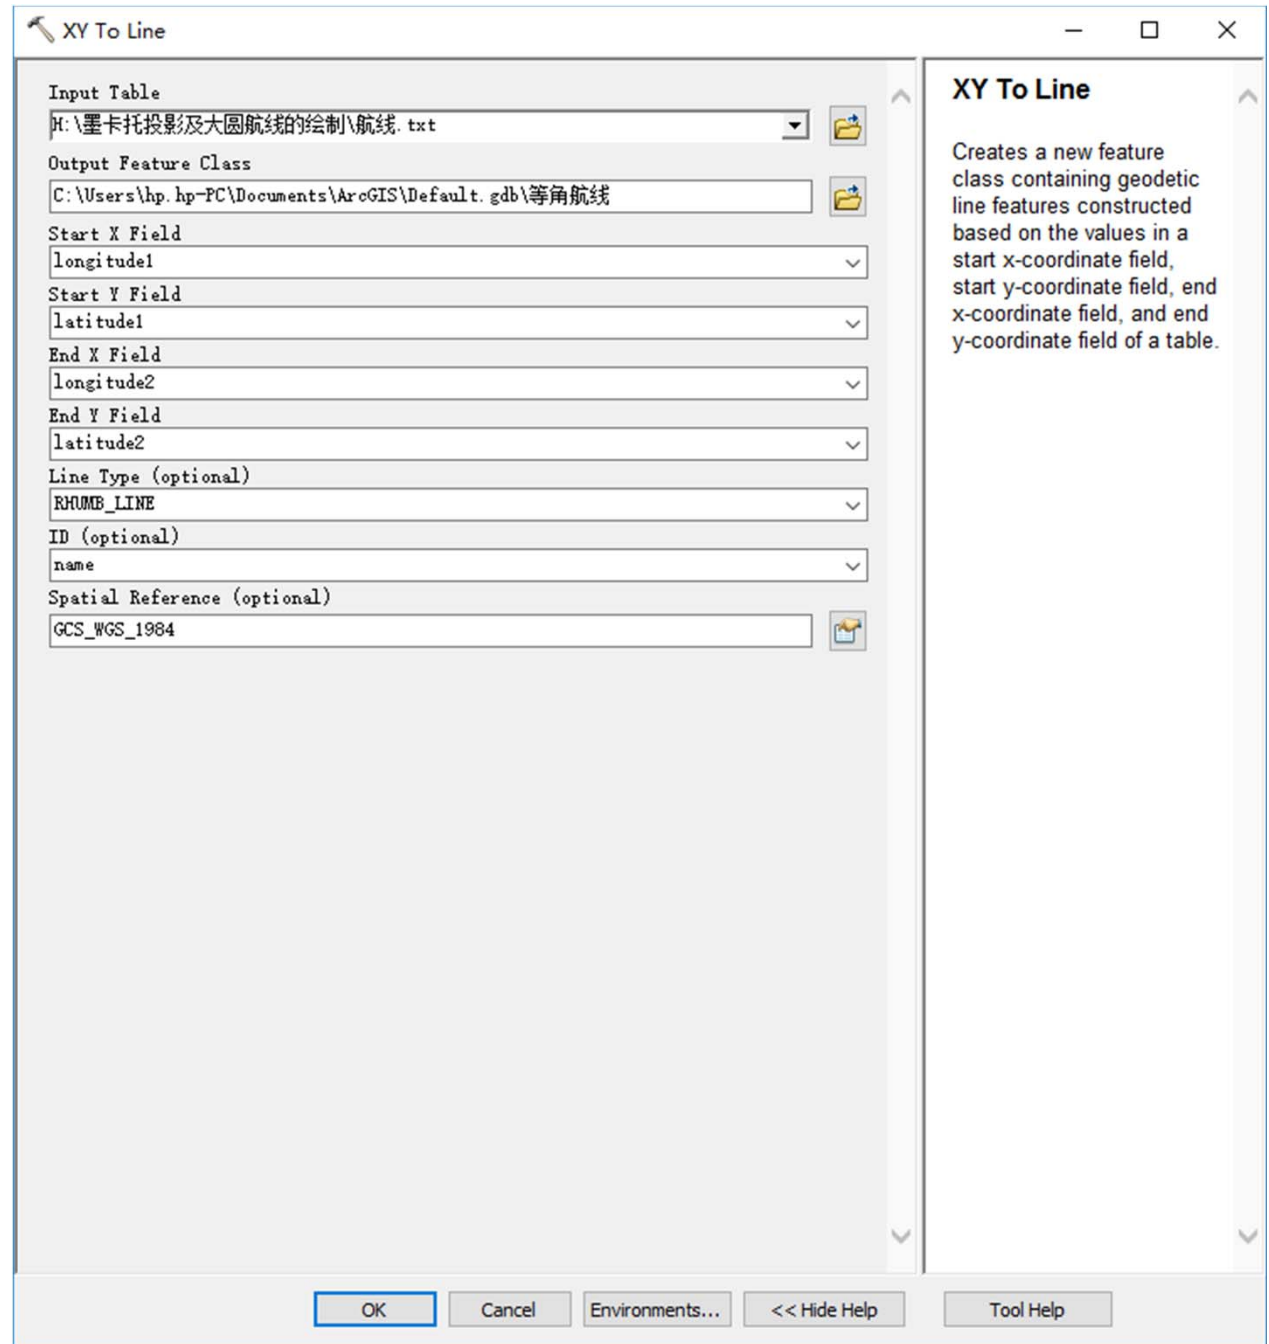 XY To Line
Input Table
H:\墨卡托投影及大圆航线的绘制\航线.txt
Output Feature Class
C:\Users\hp.hp-PC\Documents\ArcGIS\Default.gdb\等角航线
Start X Field
longitude1
Start Y Field
latitude1
End X Field
longitude2
End Y Field
latitude2
Line Type (optional)
RHUMB_LINE
ID (optional)
name
Spatial Reference (optional)
GCS_WGS_1984
XY To Line
Creates a new feature
class containing geodetic
line features constructed
based on the values in a
start x-coordinate field,
start y-coordinate field, end
x-coordinate field, and end
y-coordinate field of a table.
OK
Cancel
Environments...
<< Hide Help
Tool Help